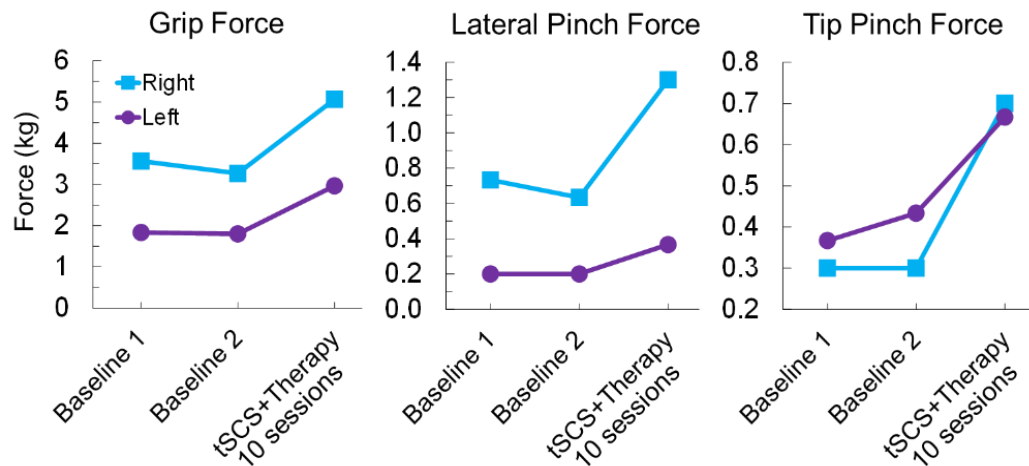 Grip Force
Lateral Pinch Force
Tip Pinch Force
Force (kg)
6
5
4
3
2
1
0
Right
Left
Baseline 1
Baseline 2
tSCS+Therapy
10 sessions
1.4
1.2
1.0
0.8
0.6
0.4
0.2
0.0
Baseline 1
Baseline 2
tSCS+Therapy
10 sessions
0.8
0.7
0.6
0.5
0.4
0.3
0.2
Baseline 1
Baseline 2
tSCS+Therapy
10 sessions